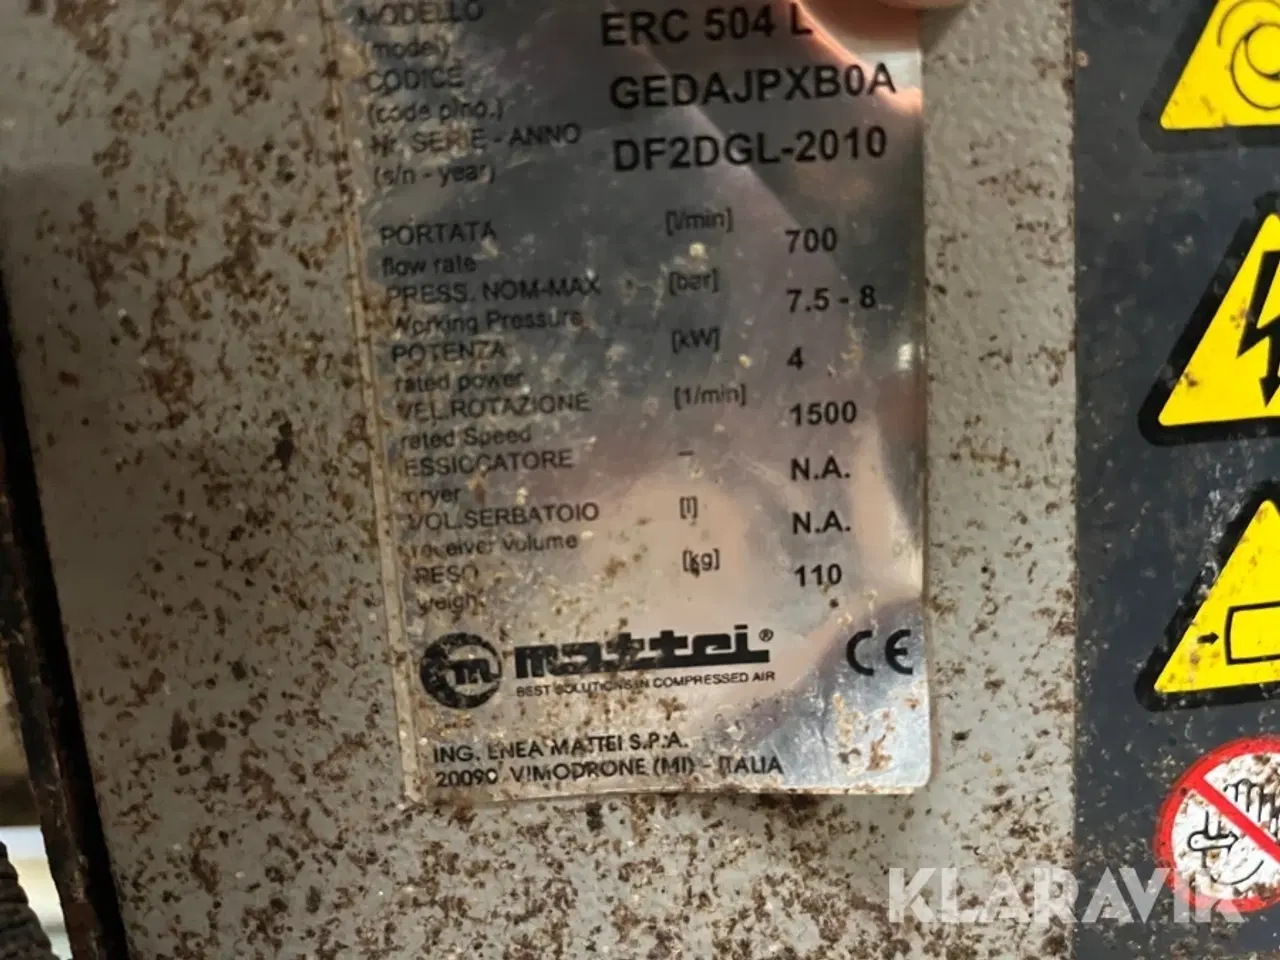 MODELLO ERC 504 L
(model)
CODICE GEDAJPXB0A
(code p/no.)
Nr. SERIE - ANNO DF2DGL-2010
(s/n - year)
PORTATA [l/min] 700
flow rate
PRESS. NOM-MAX [bar] 7.5 - 8
Working Pressure
POTENZA [kW] 4
rated power
VEL.ROTAZIONE [1/min] 1500
rated Speed
ESSICCATORE - N.A.
dryer
VOL.SERBATOIO [l] N.A.
receiver volume
PESO [kg] 110
weight
m mattei® CE
BEST SOLUTIONS IN COMPRESSED AIR
ING. ENEA MATTEI S.P.A.
20090 VIMODRONE (MI) - ITALIA
KLARAVIK